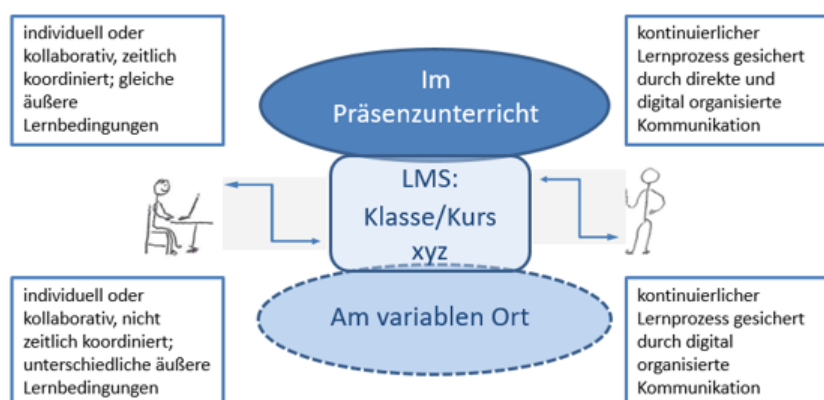 individuell oder
kollaborativ, zeitlich
koordiniert; gleiche
äußere
Lernbedingungen
Im
Präsenzunterricht
kontinuierlicher
Lernprozess gesichert
durch direkte und
digital organisierte
Kommunikation
LMS:
Klasse/Kurs
xyz
individuell oder
kollaborativ, nicht
zeitlich koordiniert;
unterschiedliche äußere
Lernbedingungen
Am variablen Ort
kontinuierlicher
Lernprozess gesichert
durch digital
organisierte
Kommunikation